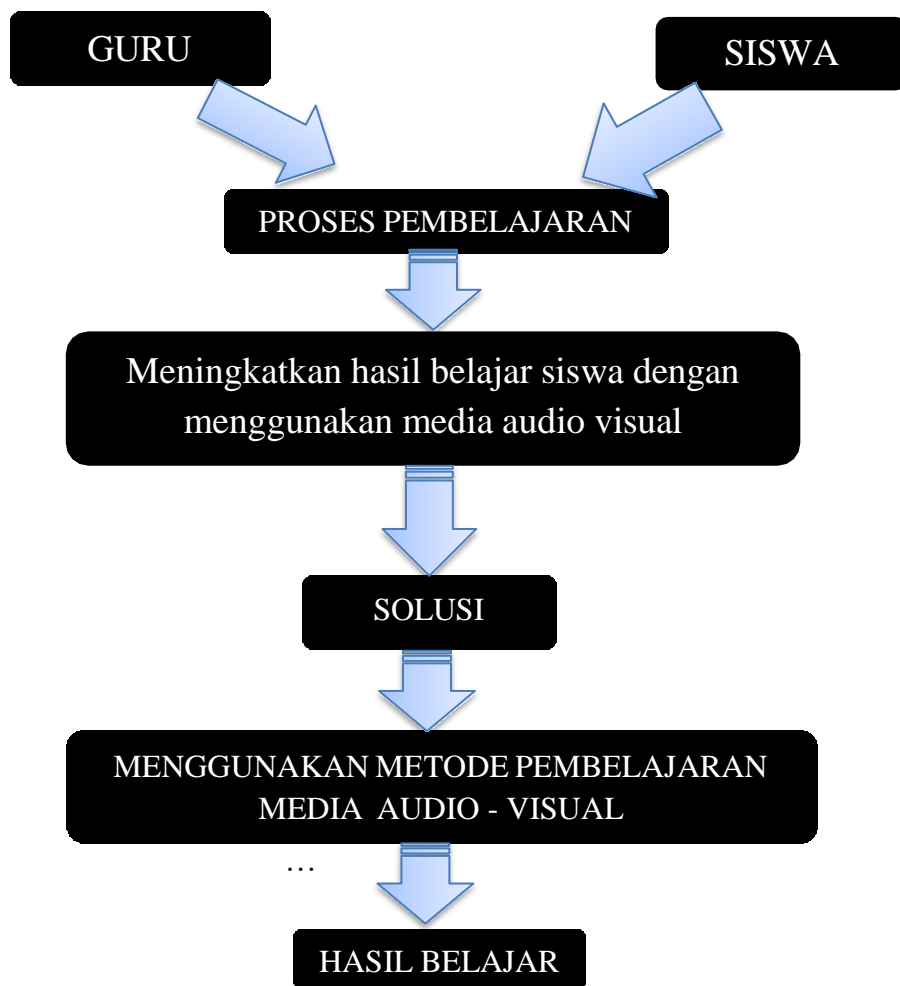 GURU
SISWA
PROSES PEMBELAJARAN
Meningkatkan hasil belajar siswa dengan
menggunakan media audio visual
SOLUSI
MENGGUNAKAN METODE PEMBELAJARAN
MEDIA AUDIO - VISUAL
…
HASIL BELAJAR